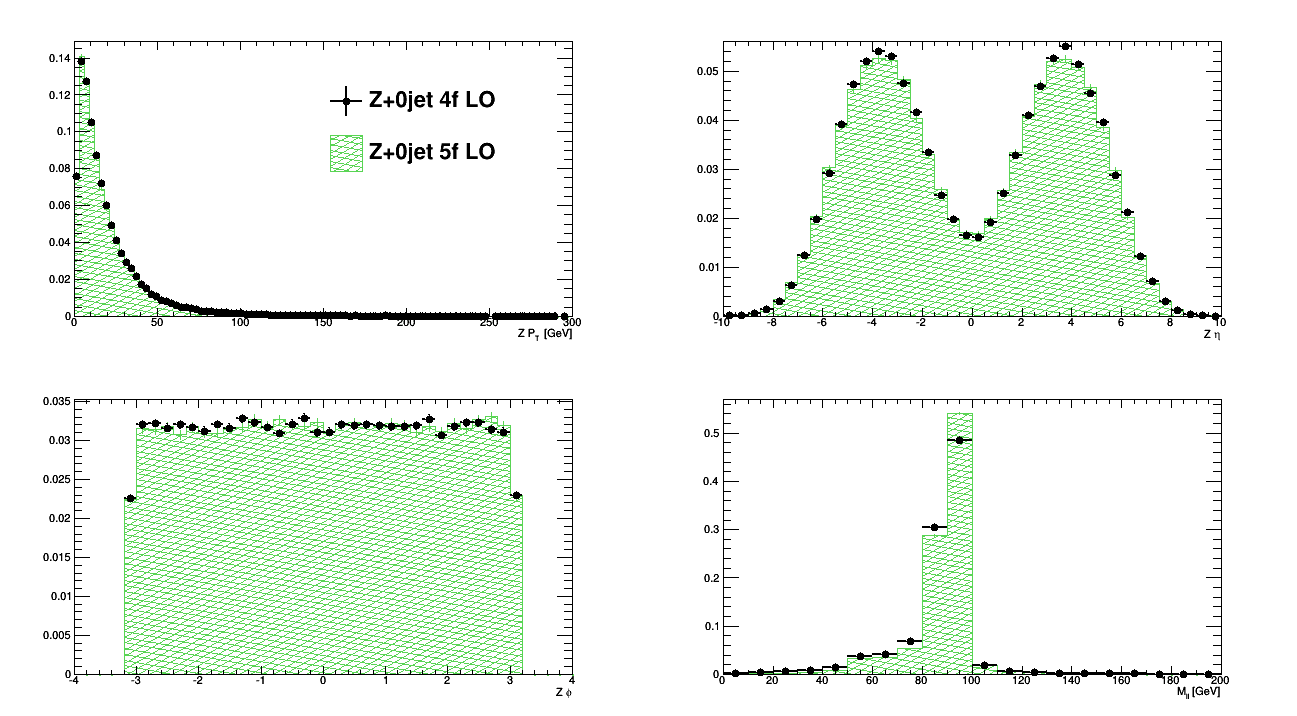 0.14
0.12
0.1
0.08
0.06
0.04
0.02
0
0 50 100 150 200 250 300
Z P_T [GeV]
Z+0jet 4f LO
Z+0jet 5f LO
0.05
0.04
0.03
0.02
0.01
0
-10 -8 -6 -4 -2 0 2 4 6 8 10
Z η
0.035
0.03
0.025
0.02
0.015
0.01
0.005
0
-4 -3 -2 -1 0 1 2 3 4
Z ϕ
0.5
0.4
0.3
0.2
0.1
0
0 20 40 60 80 100 120 140 160 180 200
M_ll [GeV]